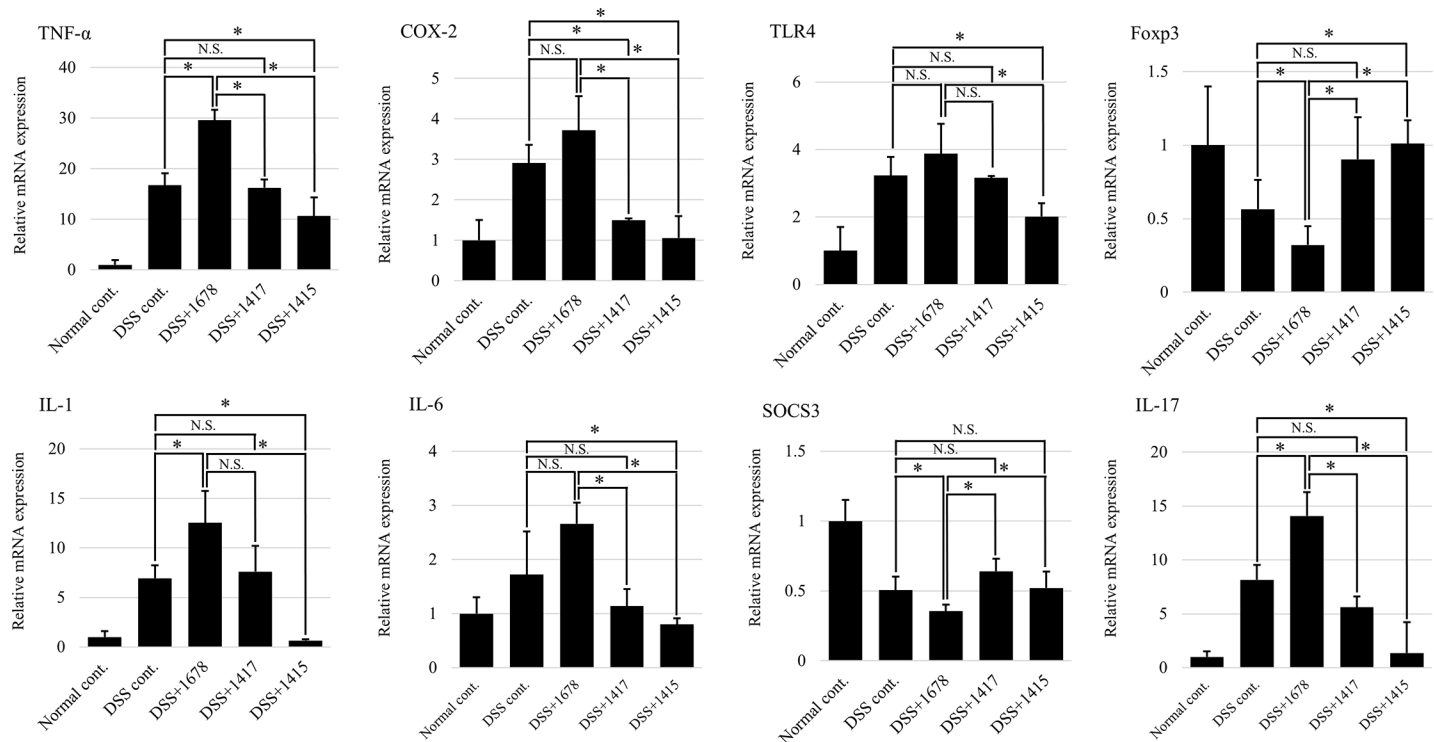 TNF-α
*
N.S.
*
*
*
Relative mRNA expression
40
30
20
10
0
Normal cont.
DSS cont.
DSS+1678
DSS+1417
DSS+1415
COX-2
*
*
N.S.
*
*
Relative mRNA expression
5
4
3
2
1
0
Normal cont.
DSS cont.
DSS+1678
DSS+1417
DSS+1415
TLR4
*
N.S.
N.S.
*
N.S.
Relative mRNA expression
6
4
2
0
Normal cont.
DSS cont.
DSS+1678
DSS+1417
DSS+1415
Foxp3
*
N.S.
*
*
*
Relative mRNA expression
1.5
1
0.5
0
Normal cont.
DSS cont.
DSS+1678
DSS+1417
DSS+1415
IL-1
*
N.S.
*
*
N.S.
Relative mRNA expression
20
15
10
5
0
Normal cont.
DSS cont.
DSS+1678
DSS+1417
DSS+1415
IL-6
*
N.S.
N.S.
*
*
Relative mRNA expression
4
3
2
1
0
Normal cont.
DSS cont.
DSS+1678
DSS+1417
DSS+1415
SOCS3
N.S.
N.S.
*
*
*
Relative mRNA expression
1
0.5
0
Normal cont.
DSS cont.
DSS+1678
DSS+1417
DSS+1415
IL-17
*
N.S.
*
*
*
Relative mRNA expression
20
15
10
5
0
Normal cont.
DSS cont.
DSS+1678
DSS+1417
DSS+1415